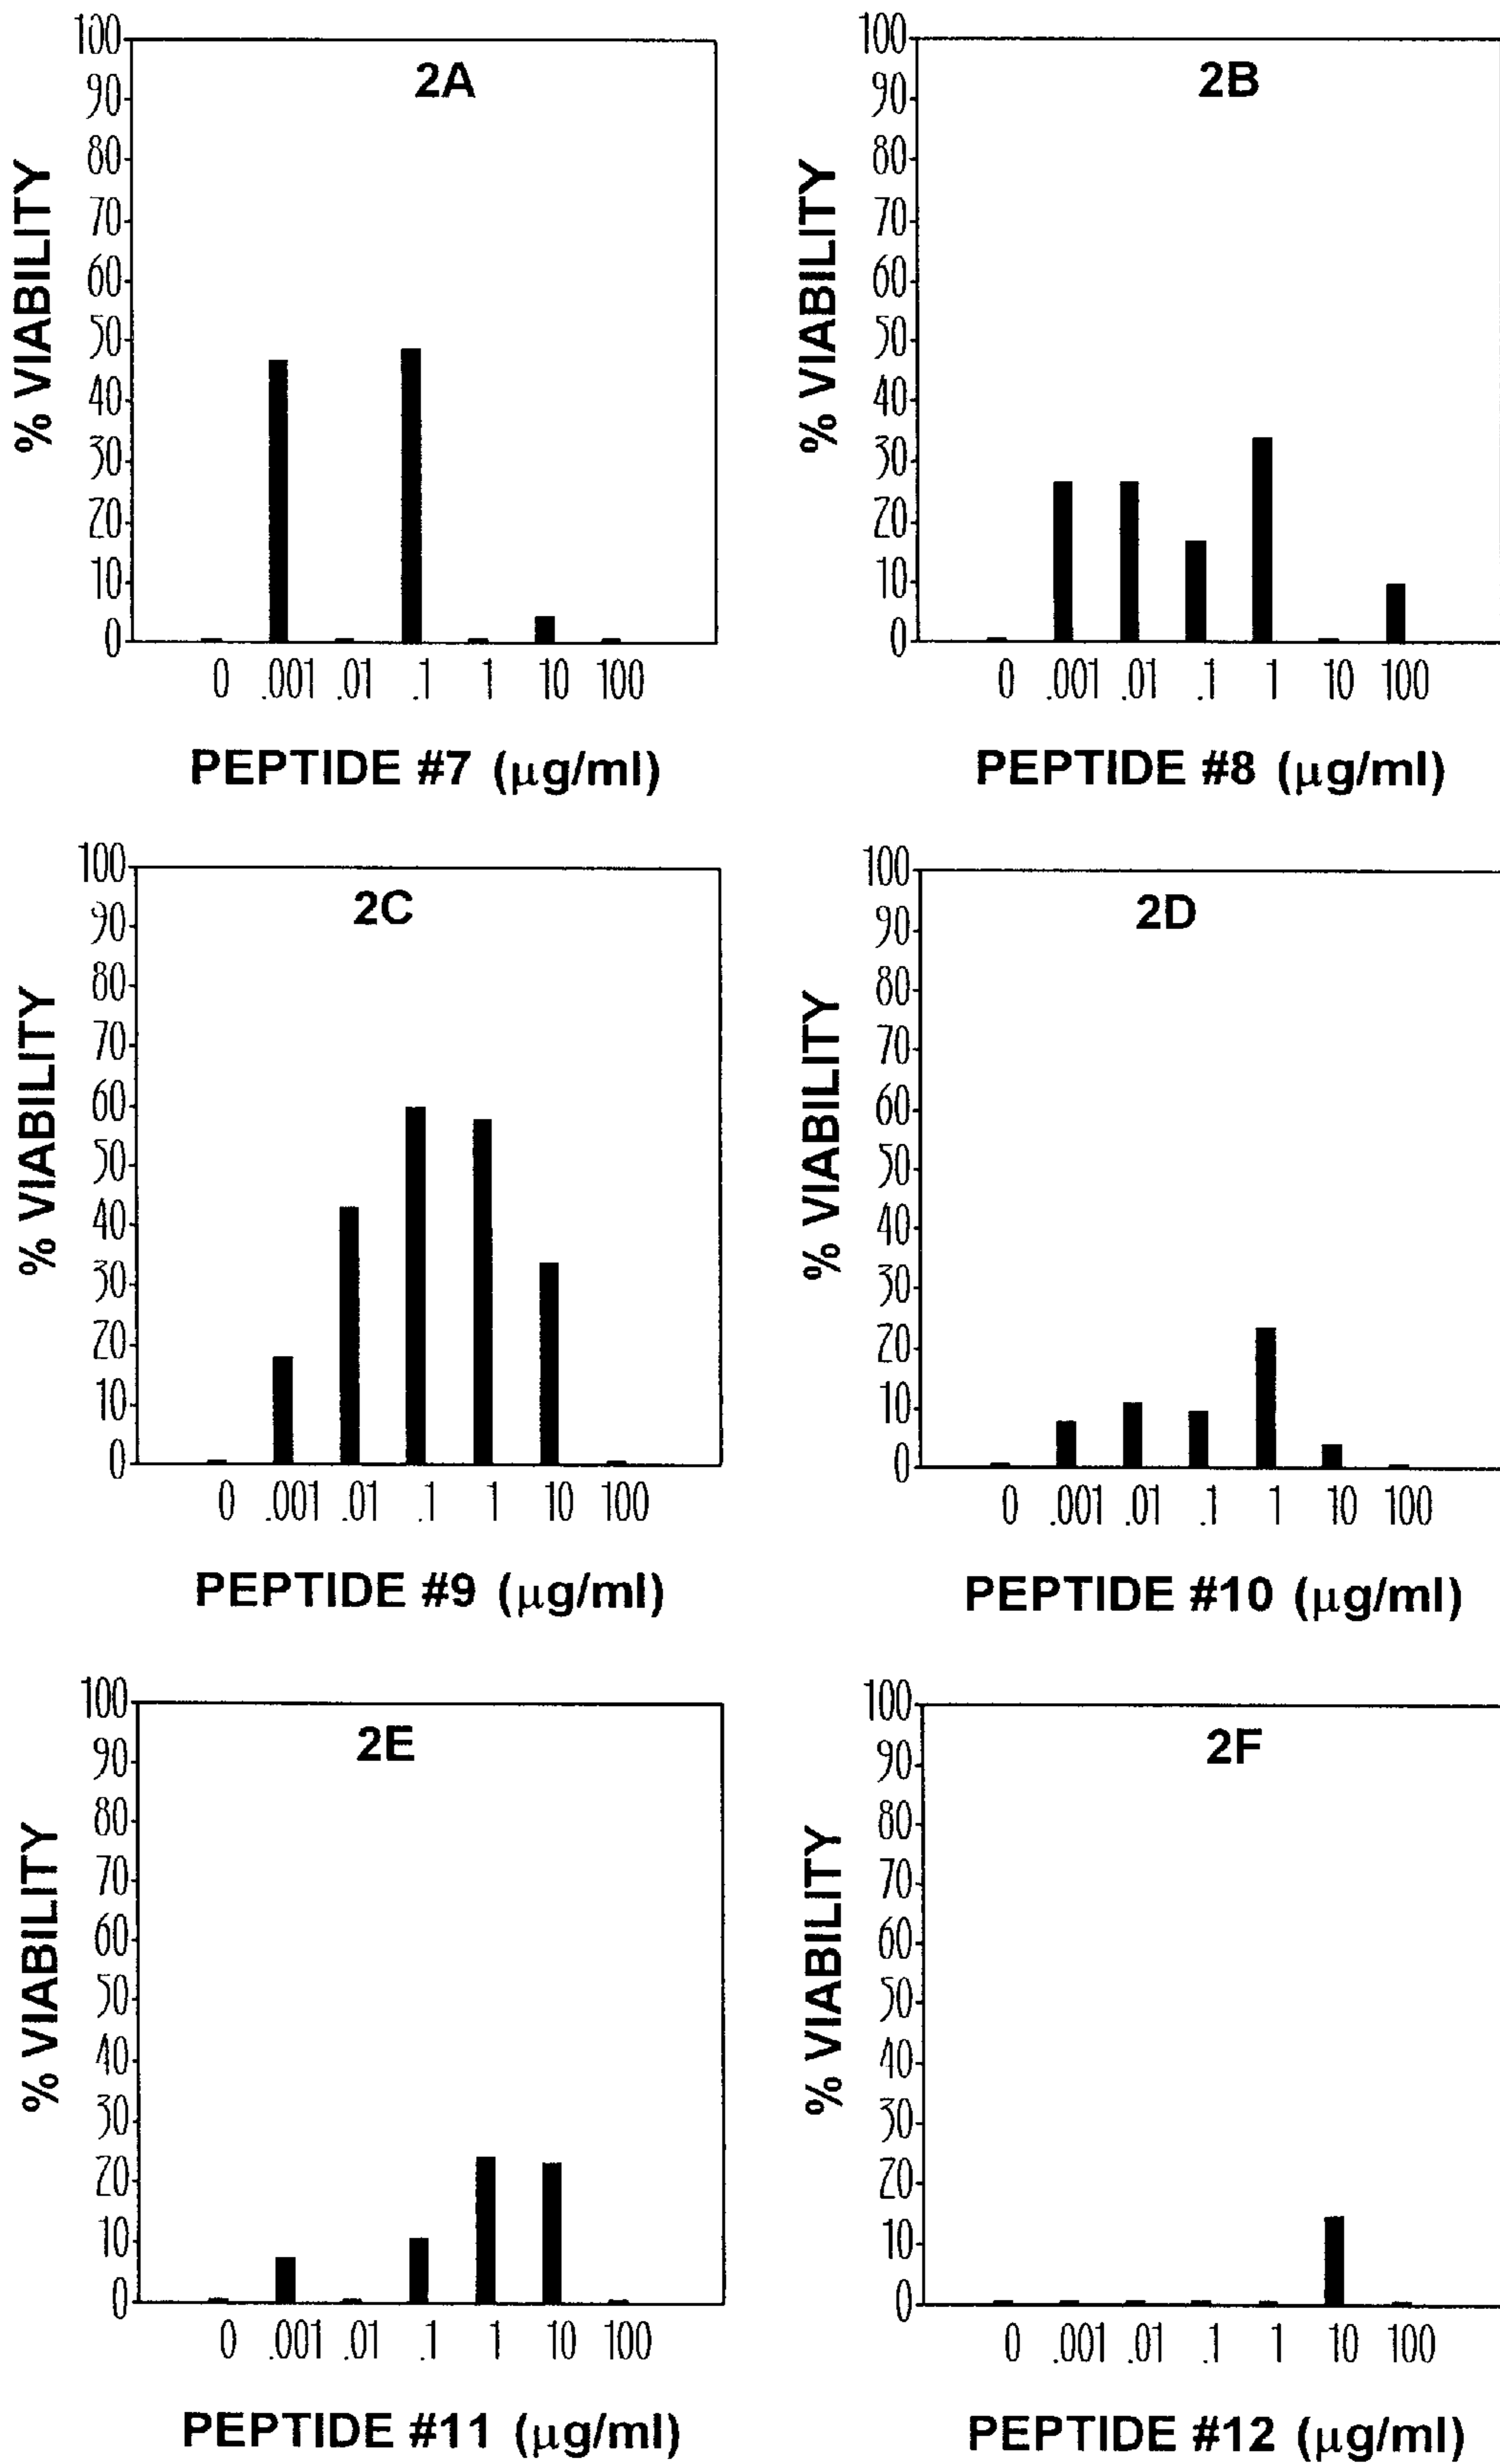 2A
% VIABILITY
100
90
80
70
60
50
40
30
20
10
0
0 .001 .01 .1 1 10 100
PEPTIDE #7 (μg/ml)
2B
% VIABILITY
100
90
80
70
60
50
40
30
20
10
0
0 .001 .01 .1 1 10 100
PEPTIDE #8 (μg/ml)
2C
% VIABILITY
100
90
80
70
60
50
40
30
20
10
0
0 .001 .01 .1 1 10 100
PEPTIDE #9 (μg/ml)
2D
% VIABILITY
100
90
80
70
60
50
40
30
20
10
0
0 .001 .01 .1 1 10 100
PEPTIDE #10 (μg/ml)
2E
% VIABILITY
100
90
80
70
60
50
40
30
20
10
0
0 .001 .01 .1 1 10 100
PEPTIDE #11 (μg/ml)
2F
% VIABILITY
100
90
80
70
60
50
40
30
20
10
0
0 .001 .01 .1 1 10 100
PEPTIDE #12 (μg/ml)